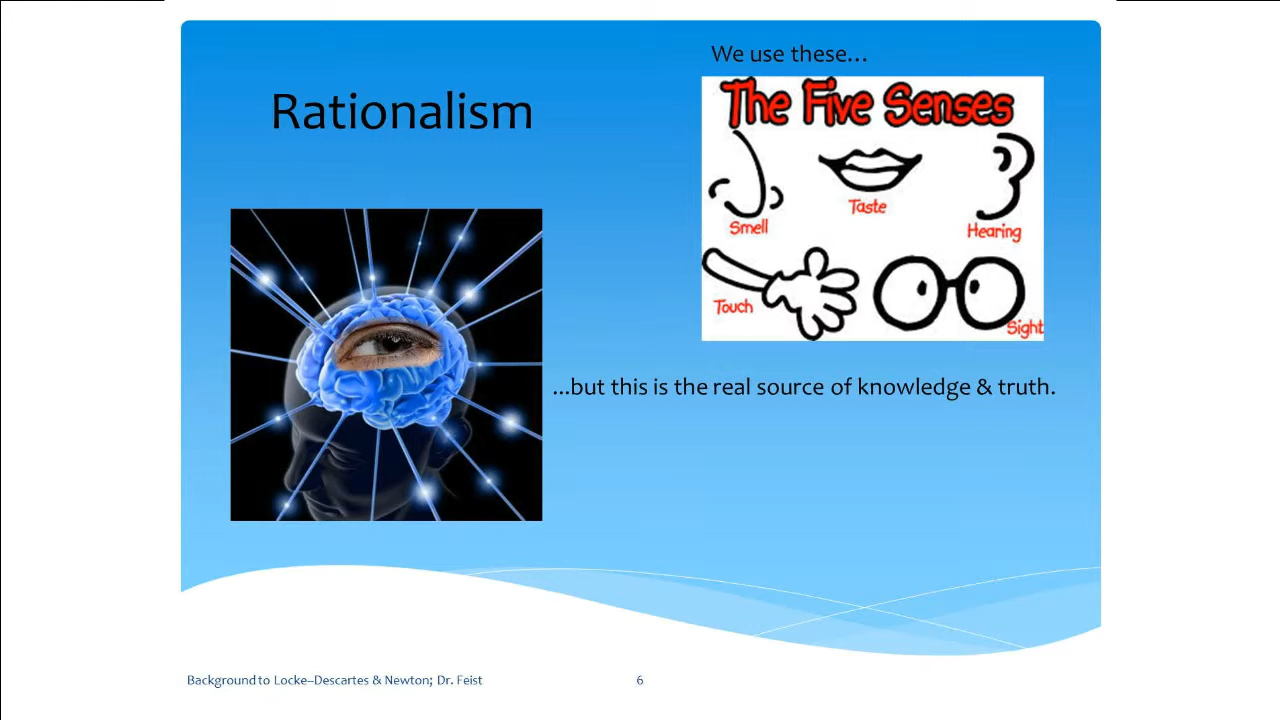 We use these...
Rationalism
The Five Senses
Smell
Taste
Hearing
Touch
Sight
...but this is the real source of knowledge & truth.
Background to Locke--Descartes & Newton; Dr. Feist
6